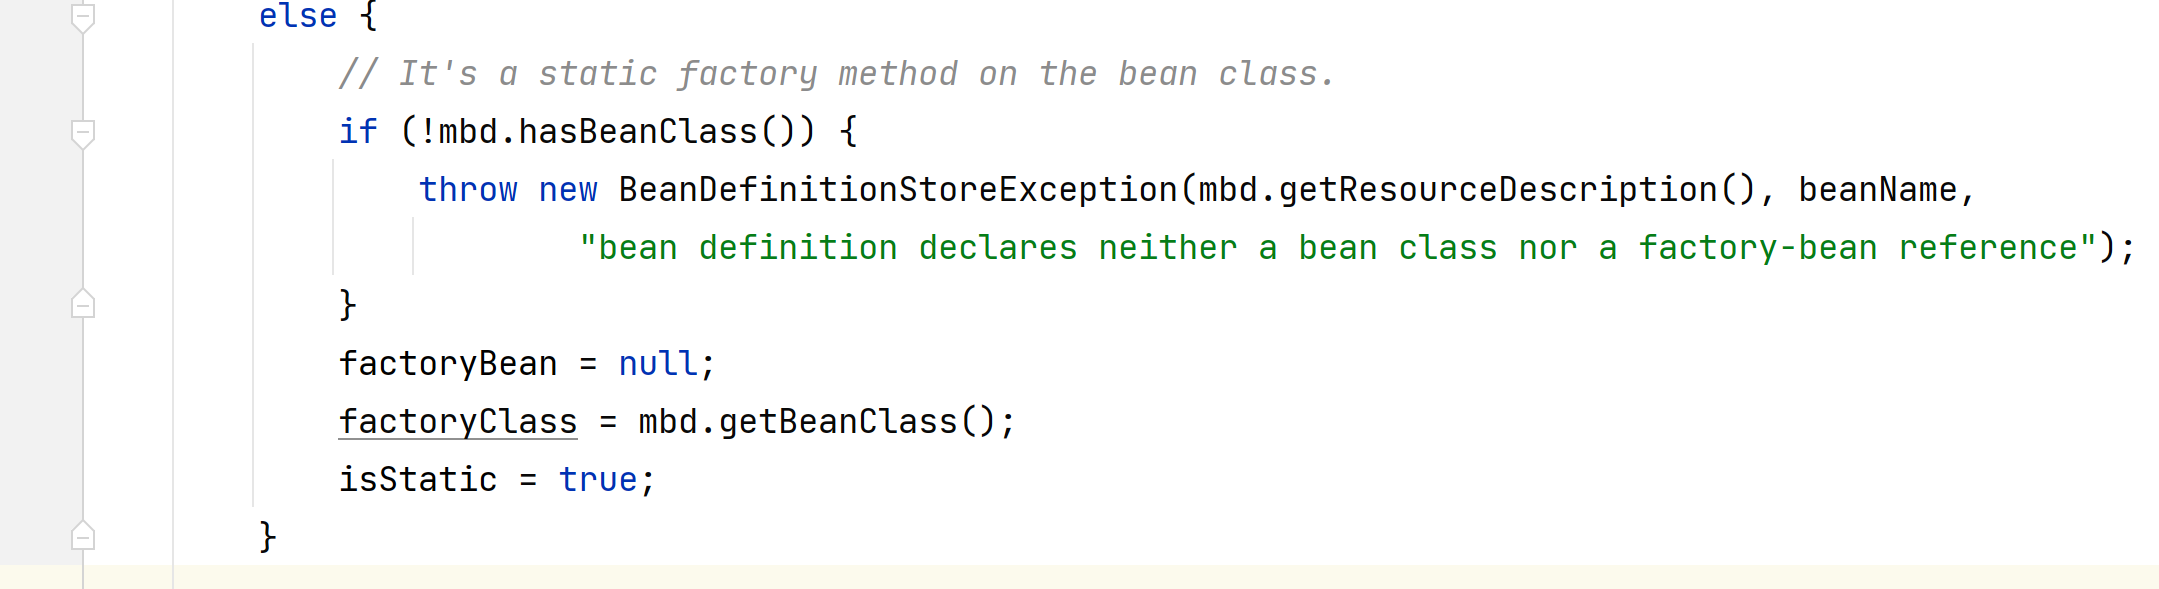 else {
// It's a static factory method on the bean class.
if (!mbd.hasBeanClass()) {
throw new BeanDefinitionStoreException(mbd.getResourceDescription(), beanName,
"bean definition declares neither a bean class nor a factory-bean reference");
}
factoryBean = null;
factoryClass = mbd.getBeanClass();
isStatic = true;
}